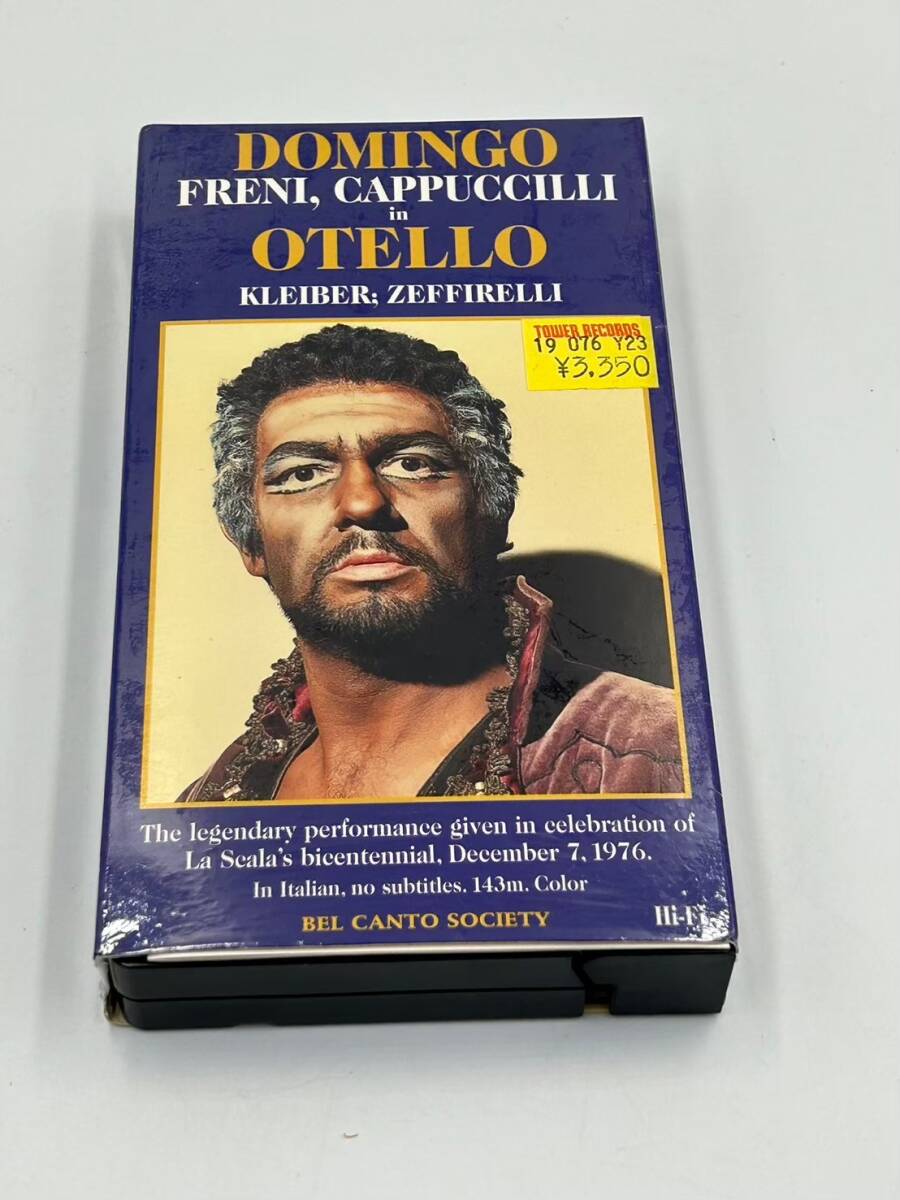 DOMINGO
FRENI, CAPPUCCILLI
in
OTELLO
KLEIBER; ZEFFIRELLI
TOWER RECORDS
19 076 Y23
¥3,350
The legendary performance given in celebration of
La Scala's bicentennial, December 7, 1976.
In Italian, no subtitles. 143m. Color
BEL CANTO SOCIETY
Hi-Fi